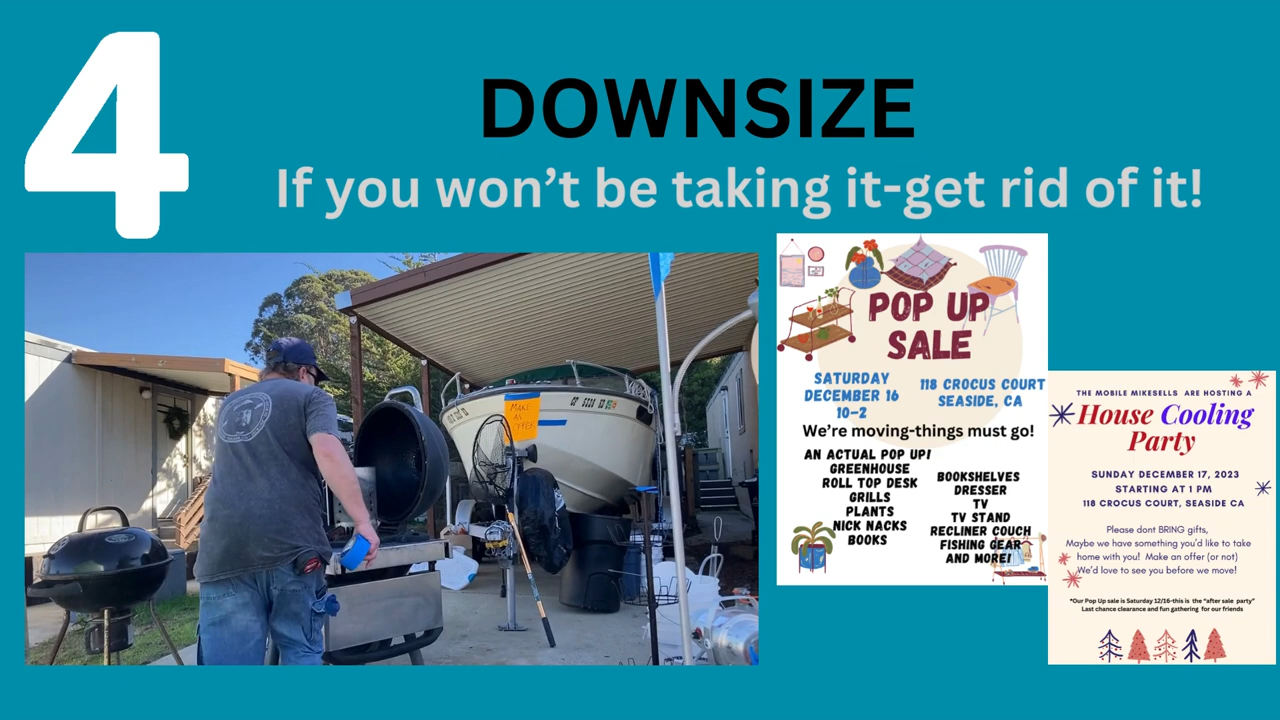 4
DOWNSIZE
If you won't be taking it-get rid of it!
MAKE
AN
OFFER
POP UP
SALE
SATURDAY
DECEMBER 16
10-2
118 CROCUS COURT
SEASIDE, CA
We're moving-things must go!
AN ACTUAL POP UP!
GREENHOUSE
ROLL TOP DESK
GRILLS
PLANTS
NICK NACKS
BOOKS
BOOKSHELVES
DRESSER
TV
TV STAND
RECLINER COUCH
FISHING GEAR
AND MORE!
THE MOBILE MIKESELLS ARE HOSTING A
House Cooling
Party
SUNDAY DECEMBER 17, 2023
STARTING AT 1 PM
118 CROCUS COURT, SEASIDE CA
Please dont BRING gifts,
Maybe we have something you'd like to take
home with you! Make an offer (or not)
We'd love to see you before we move!
*Our Pop Up sale is Saturday 12/16-this is the "after sale party"
Last chance clearance and fun gathering for our friends